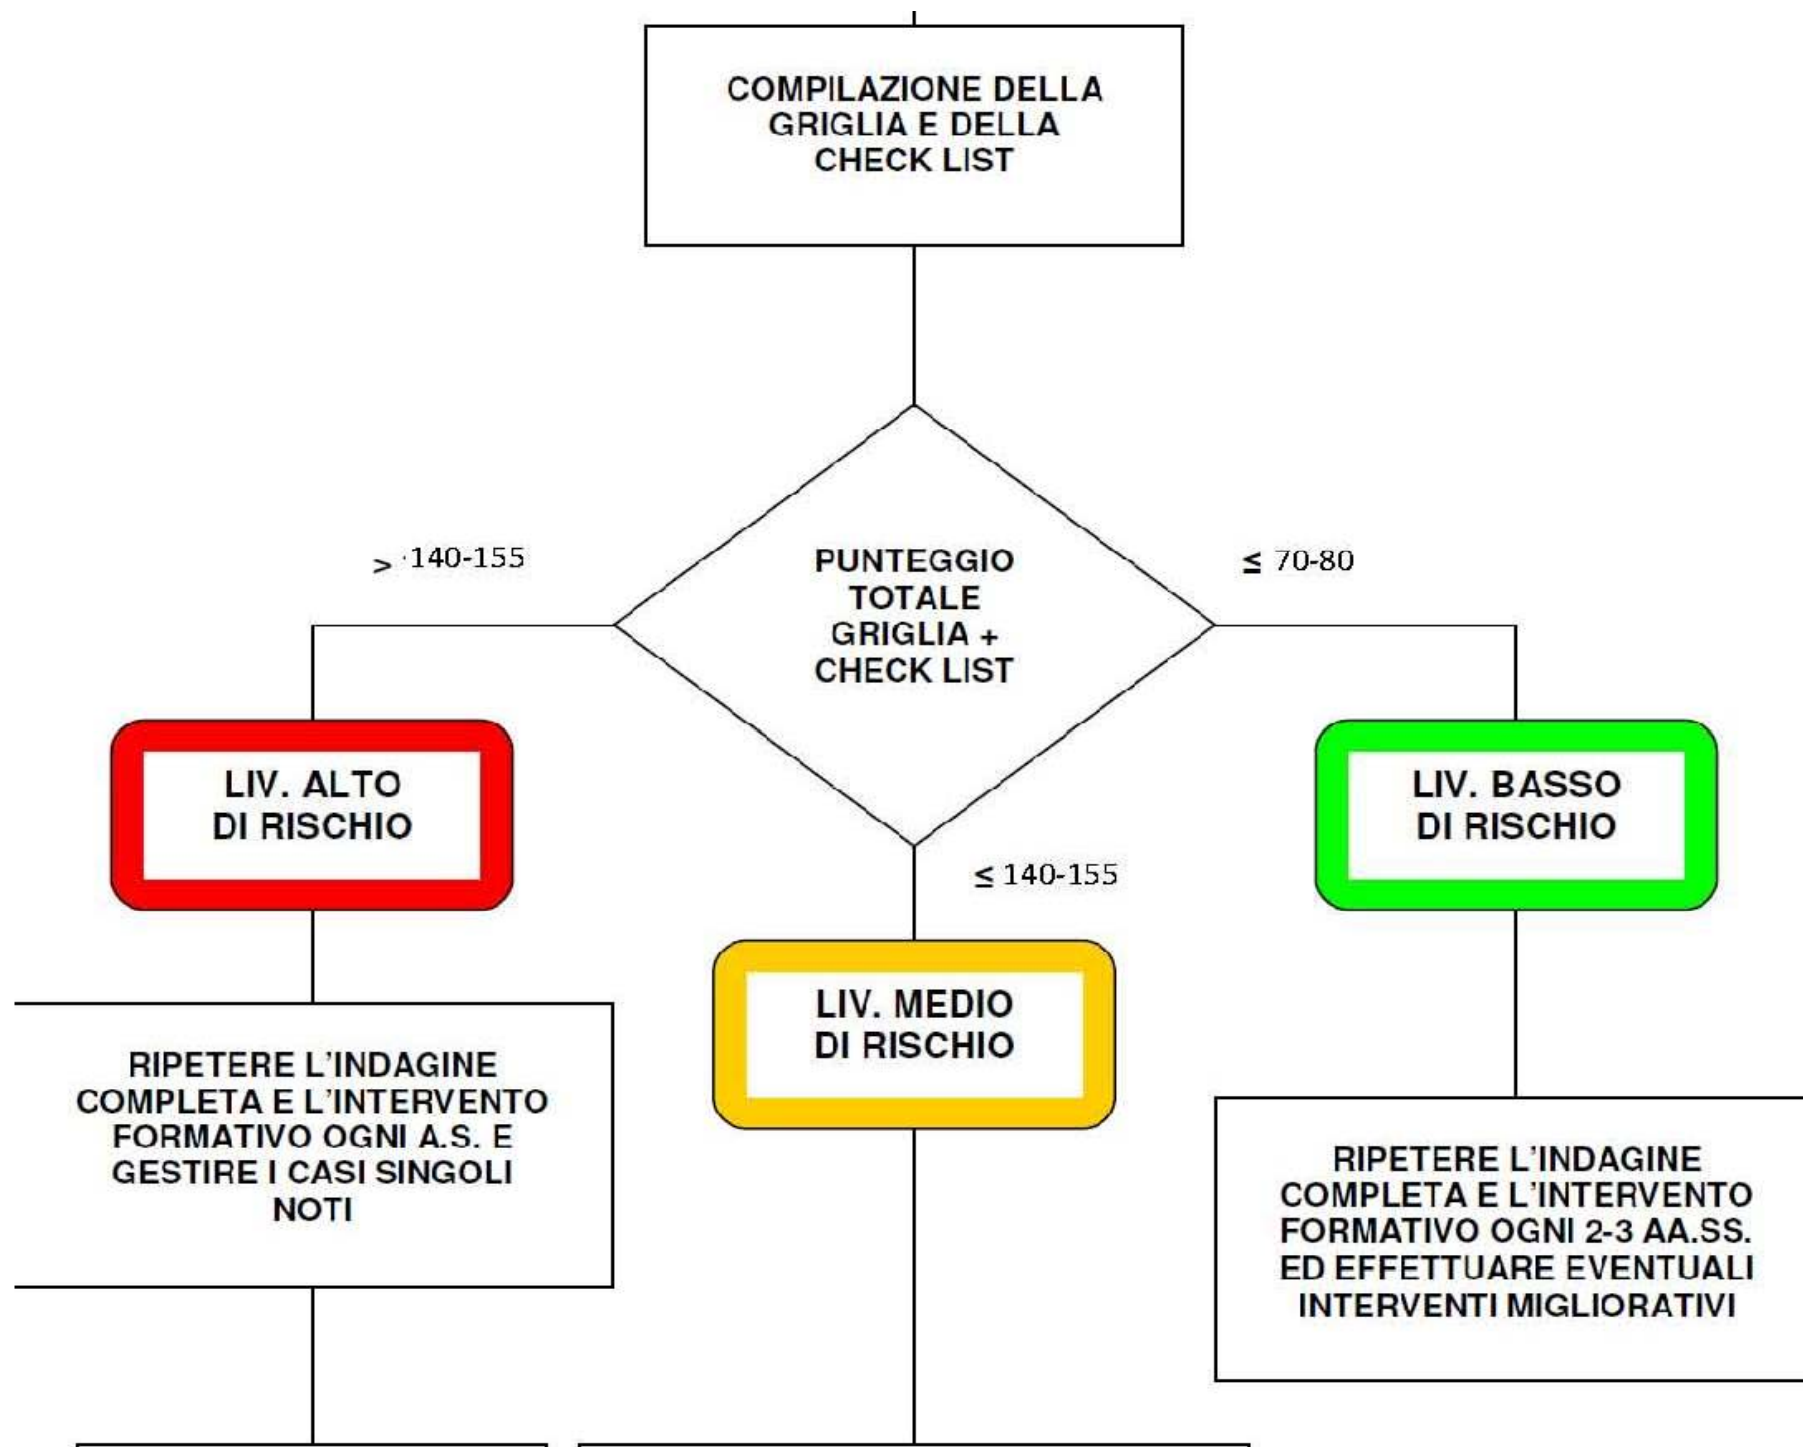 COMPILAZIONE DELLA
GRIGLIA E DELLA
CHECK LIST
> 140-155
≤ 70-80
PUNTEGGIO
TOTALE
GRIGLIA +
CHECK LIST
LIV. ALTO
DI RISCHIO
LIV. BASSO
DI RISCHIO
≤ 140-155
LIV. MEDIO
DI RISCHIO
RIPETERE L'INDAGINE
COMPLETA E L'INTERVENTO
FORMATIVO OGNI A.S. E
GESTIRE I CASI SINGOLI
NOTI
RIPETERE L'INDAGINE
COMPLETA E L'INTERVENTO
FORMATIVO OGNI 2-3 AA.SS.
ED EFFETTUARE EVENTUALI
INTERVENTI MIGLIORATIVI